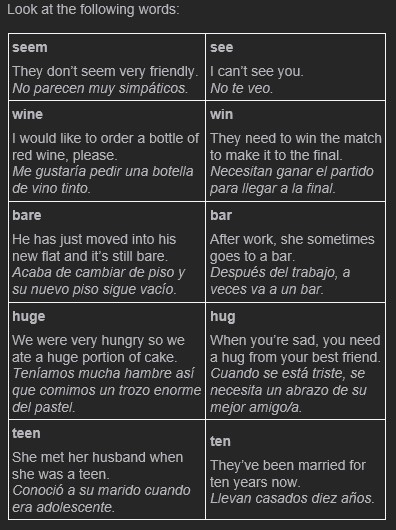 Look at the following words:
seem
They don't seem very friendly.
No parecen muy simpáticos.
see
I can't see you.
No te veo.
wine
I would like to order a bottle of
red wine, please.
Me gustaría pedir una botella
de vino tinto.
win
They need to win the match
to make it to the final.
Necesitan ganar el partido
para llegar a la final.
bare
He has just moved into his
new flat and it's still bare.
Acaba de cambiar de piso y
su nuevo piso sigue vacío.
bar
After work, she sometimes
goes to a bar.
Después del trabajo, a
veces va a un bar.
huge
We were very hungry so we
ate a huge portion of cake.
Teníamos mucha hambre así
que comimos un trozo enorme
del pastel.
hug
When you're sad, you need
a hug from your best friend.
Cuando se está triste, se
necesita un abrazo de su
mejor amigo/a.
teen
She met her husband when
she was a teen.
Conoció a su marido cuando
era adolescente.
ten
They've been married for
ten years now.
Llevan casados diez años.